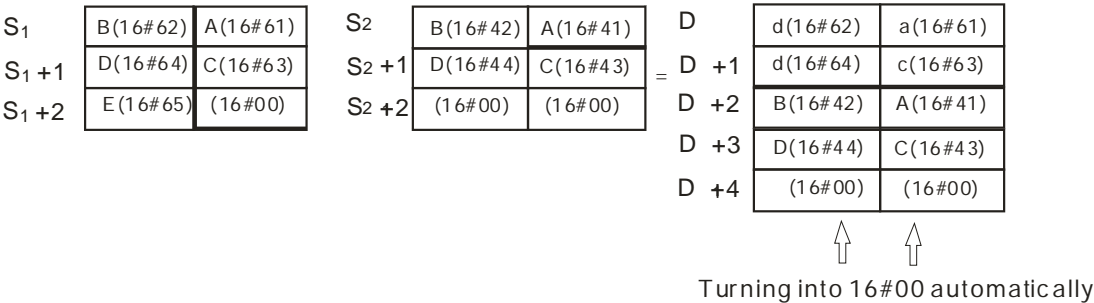 S1 B(16#62) A(16#61) S2 B(16#42) A(16#41) D d(16#62) a(16#61)
S1+1 D(16#64) C(16#63) S2+1 D(16#44) C(16#43) = D +1 d(16#64) c(16#63)
S1+2 E(16#65) (16#00) S2+2 (16#00) (16#00) D +2 B(16#42) A(16#41)
D +3 D(16#44) C(16#43)
D +4 (16#00) (16#00)
Turning into 16#00 automatically